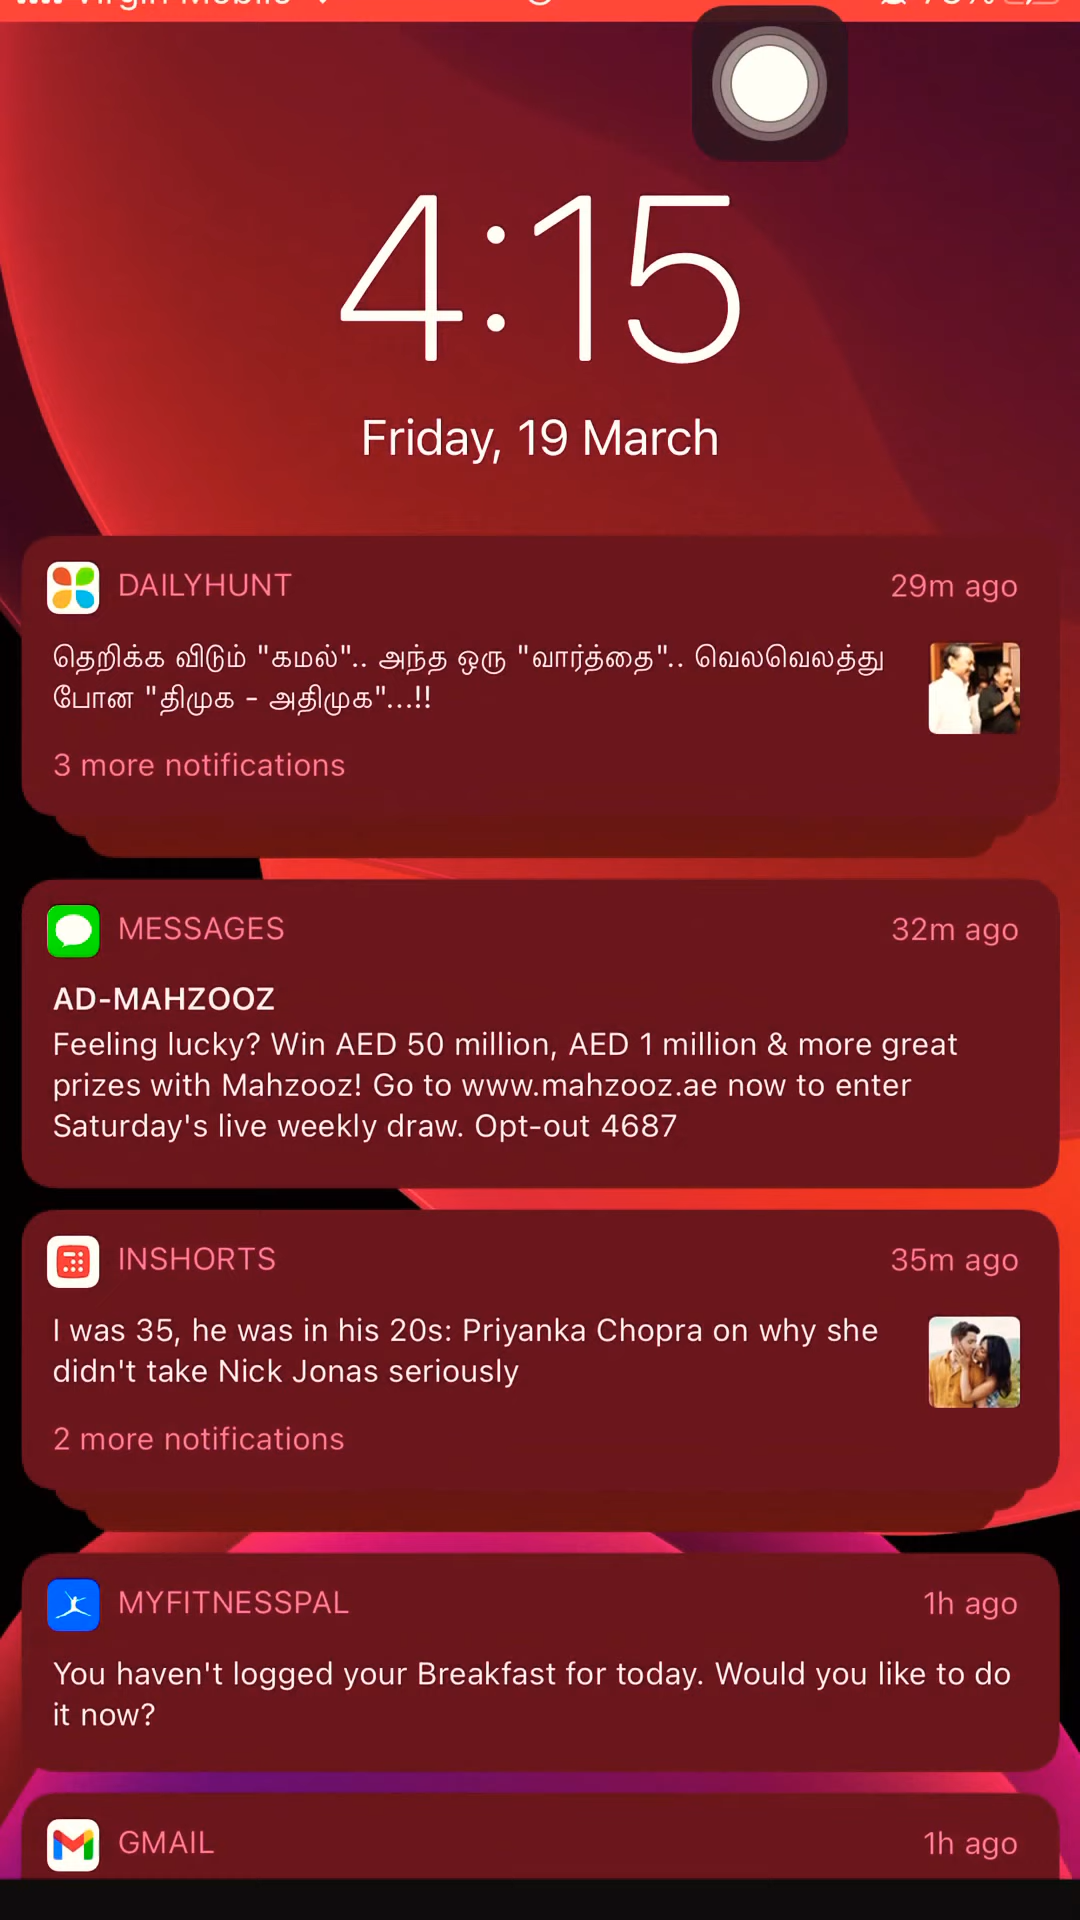 Virgin Mobile
4:15
Friday, 19 March
DAILYHUNT
29m ago
தெறிக்க விடும் "கமல்".. அந்த ஒரு "வார்த்தை".. வெலவெலத்து
போன "திமுக - அதிமுக"...!!
3 more notifications
MESSAGES
32m ago
AD-MAHZOOZ
Feeling lucky? Win AED 50 million, AED 1 million & more great
prizes with Mahzooz! Go to www.mahzooz.ae now to enter
Saturday's live weekly draw. Opt-out 4687
INSHORTS
35m ago
I was 35, he was in his 20s: Priyanka Chopra on why she
didn't take Nick Jonas seriously
2 more notifications
MYFITNESSPAL
1h ago
You haven't logged your Breakfast for today. Would you like to do
it now?
GMAIL
1h ago